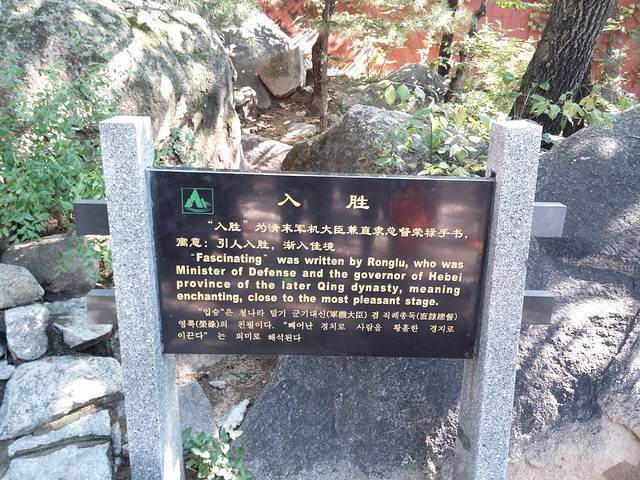 入 胜
“入胜”为清末军机大臣兼直隶总督荣禄手书，
寓意：引人入胜，渐入佳境。
"Fascinating" was written by Ronglu, who was
Minister of Defense and the governor of Hebei
province of the later Qing dynasty, meaning
enchanting, close to the most pleasant stage.
"입승"은 청나라 말기 군기대신(軍機大臣) 겸 직례총독(直隸總督)
영록(榮祿)의 친필이다. "빼어난 경치로 사람을 황홀한 경지로
이끈다" 는 의미로 해석된다